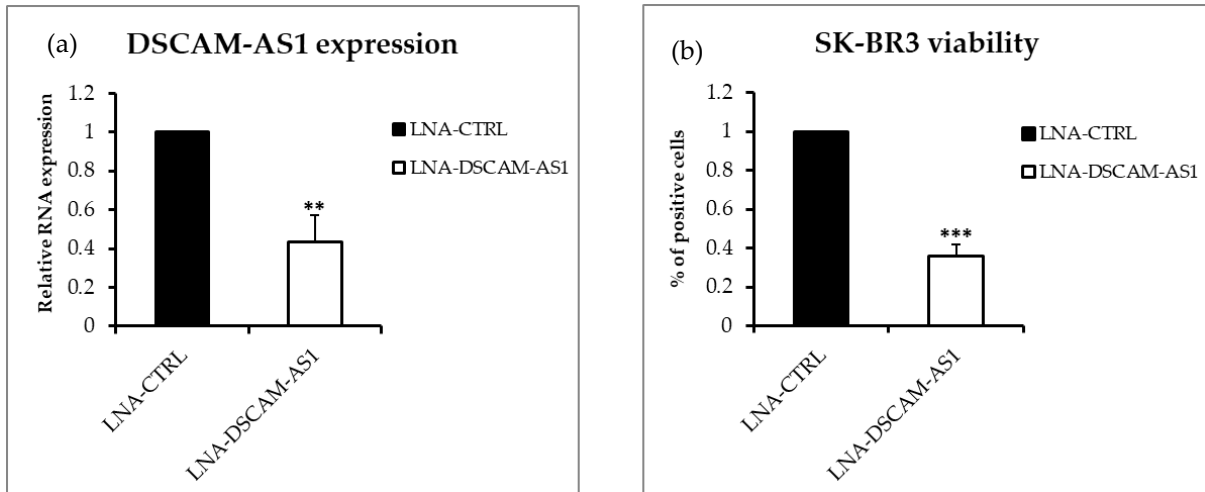 (a)
DSCAM-AS1 expression
Relative RNA expression
1.2
1
0.8
0.6
0.4
0.2
0
**
LNA-CTRL
LNA-DSCAM-AS1
LNA-CTRL
LNA-DSCAM-AS1
(b)
SK-BR3 viability
% of positive cells
1.2
1
0.8
0.6
0.4
0.2
0
***
LNA-CTRL
LNA-DSCAM-AS1
LNA-CTRL
LNA-DSCAM-AS1